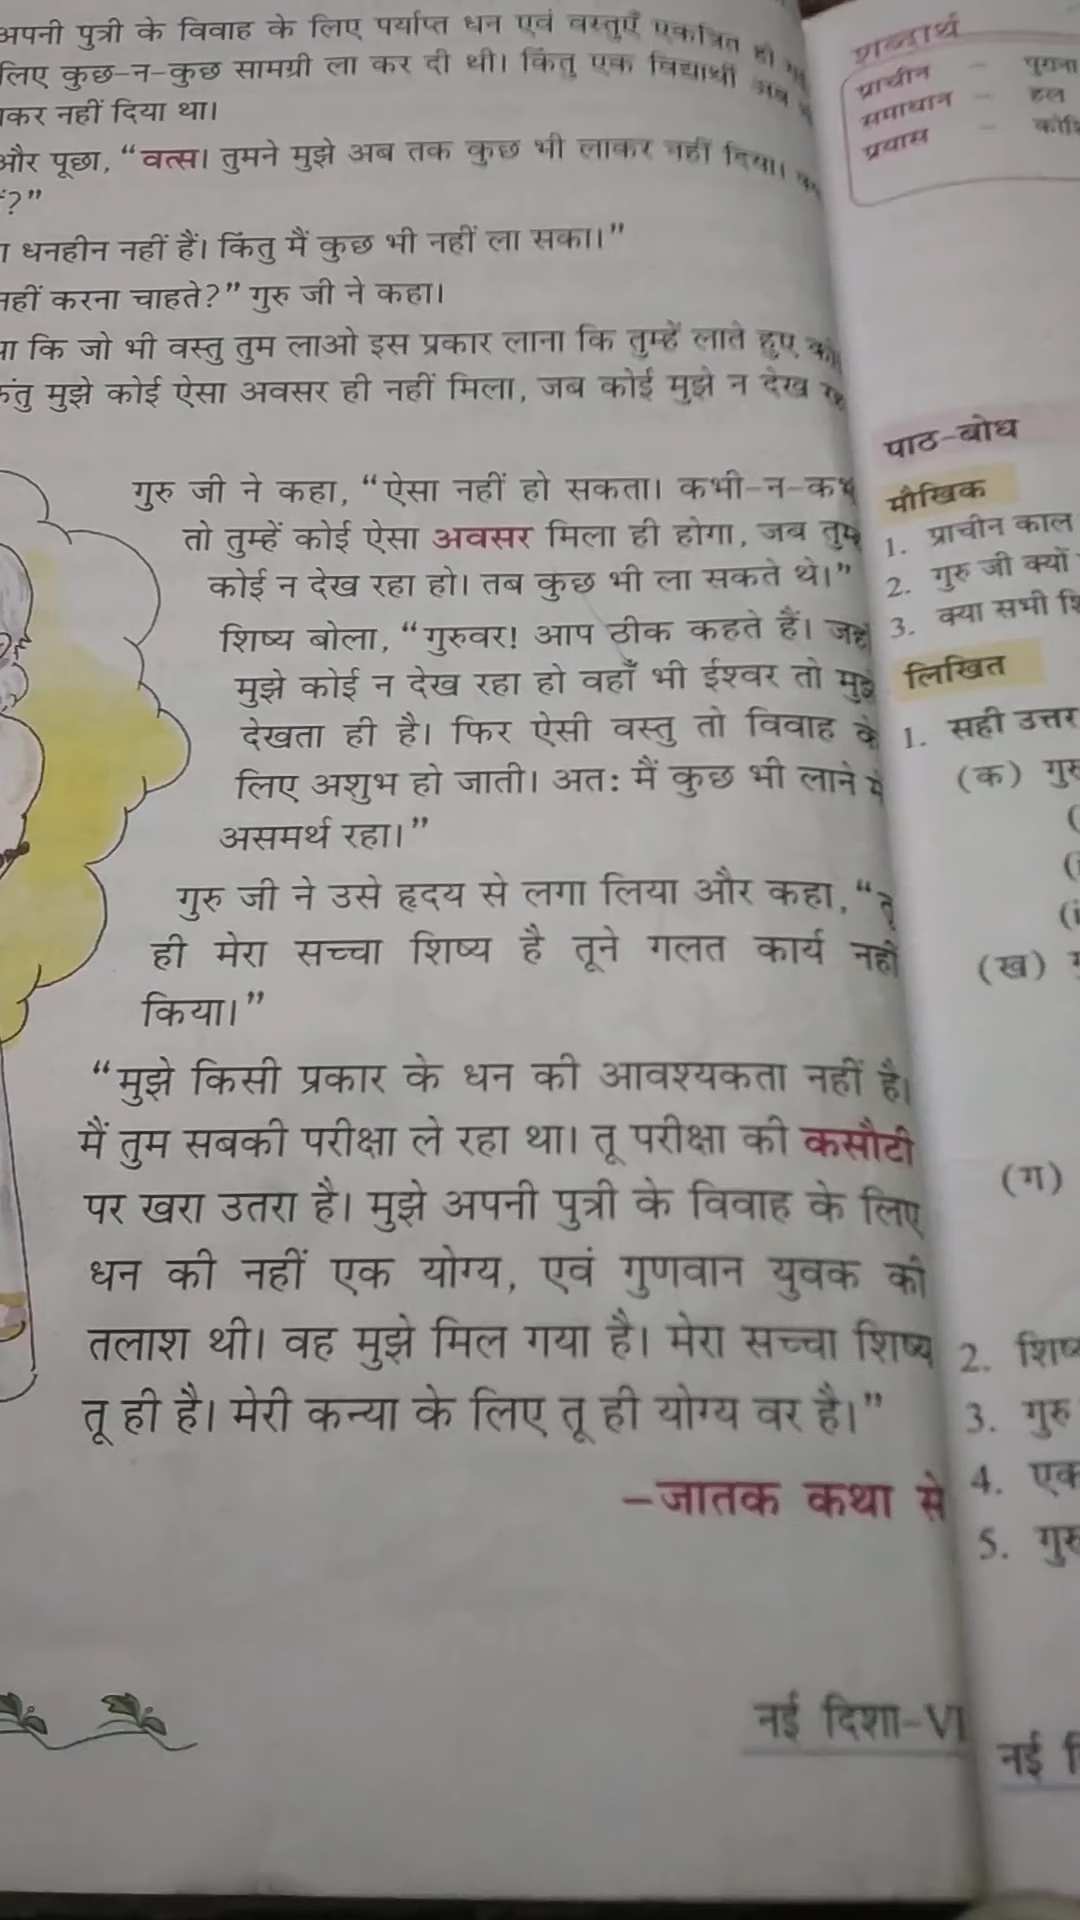 अपनी पुत्री के विवाह के लिए पर्याप्त धन एवं वस्तुएँ एकत्रित हो
लिए कुछ-न-कुछ सामग्री ला कर दी थी। किंतु एक विद्यार्थी अब
कर नहीं दिया था।
और पूछा, “वत्स। तुमने मुझे अब तक कुछ भी लाकर नहीं दिया।
?”
धनहीन नहीं हैं। किंतु मैं कुछ भी नहीं ला सका।”
नहीं करना चाहते?” गुरु जी ने कहा।
कि जो भी वस्तु तुम लाओ इस प्रकार लाना कि तुम्हें लाते हुए
मुझे कोई ऐसा अवसर ही नहीं मिला, जब कोई मुझे न देख
गुरु जी ने कहा, “ऐसा नहीं हो सकता। कभी-न-कभी
तो तुम्हें कोई ऐसा अवसर मिला ही होगा, जब तुम्हें
कोई न देख रहा हो। तब कुछ भी ला सकते थे।”
शिष्य बोला, “गुरुवर! आप ठीक कहते हैं। जहाँ
मुझे कोई न देख रहा हो वहाँ भी ईश्वर तो मुझे
देखता ही है। फिर ऐसी वस्तु तो विवाह के
लिए अशुभ हो जाती। अतः मैं कुछ भी लाने में
असमर्थ रहा।”
गुरु जी ने उसे हृदय से लगा लिया और कहा, “तू
ही मेरा सच्चा शिष्य है तूने गलत कार्य नहीं
किया।”
“मुझे किसी प्रकार के धन की आवश्यकता नहीं है।
मैं तुम सबकी परीक्षा ले रहा था। तू परीक्षा की कसौटी
पर खरा उतरा है। मुझे अपनी पुत्री के विवाह के लिए
धन की नहीं एक योग्य, एवं गुणवान युवक की
तलाश थी। वह मुझे मिल गया है। मेरा सच्चा शिष्य
तू ही है। मेरी कन्या के लिए तू ही योग्य वर है।”
–जातक कथा से
नई दिशा-VI
शब्दार्थ
प्राचीन – पुराना
समाधान – हल
प्रयास –
पाठ-बोध
मौखिक
1. प्राचीन काल
2. गुरु जी क्यों
3. क्या सभी
लिखित
1. सही उत्तर
(क) गुरु
(
(
(i
(ख)
(ग)
2.
3. गुरु
4. एक
5. गुरु
नई